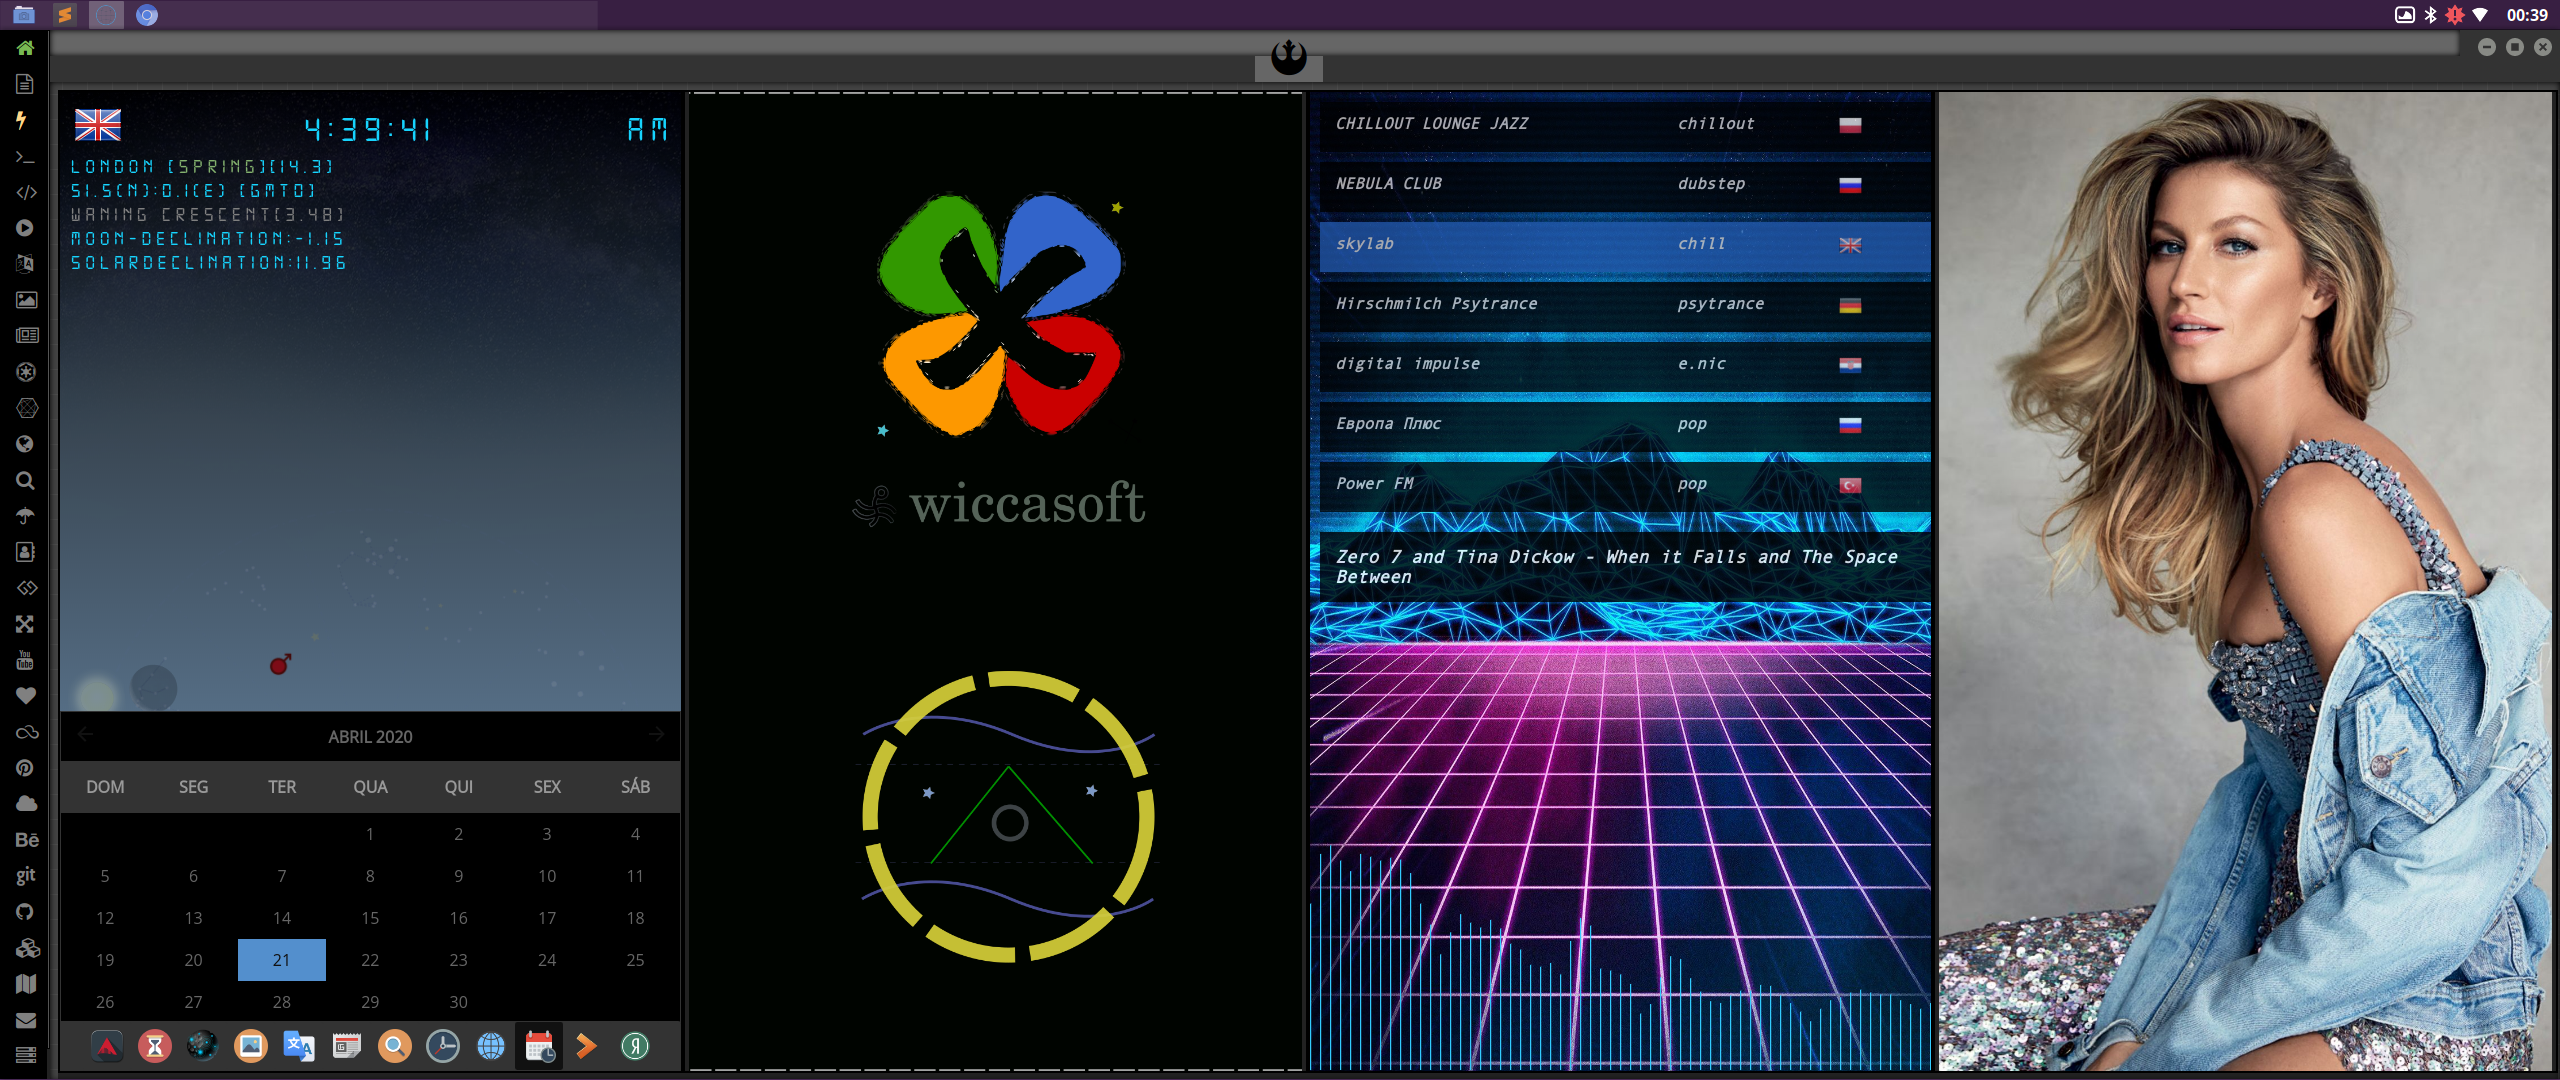 00:39
4:39:41 AM
LONDON [SPRING][14.3]
51.5(N):0.1(E) [GMT0]
WANING CRESCENT[3.48]
MOON-DECLINATION:-1.15
SOLARDECLINATION:11.96
ABRIL 2020
DOM SEG TER QUA QUI SEX SÁB
1 2 3 4
5 6 7 8 9 10 11
12 13 14 15 16 17 18
19 20 21 22 23 24 25
26 27 28 29 30
wiccasoft
CHILLOUT LOUNGE JAZZ chillout
NEBULA CLUB dubstep
skylab chill
Hirschmilch Psytrance psytrance
digital impulse e.nic
Европа Плюс pop
Power FM pop
Zero 7 and Tina Dickow - When it Falls and The Space
Between
You
Tube
Bē
git